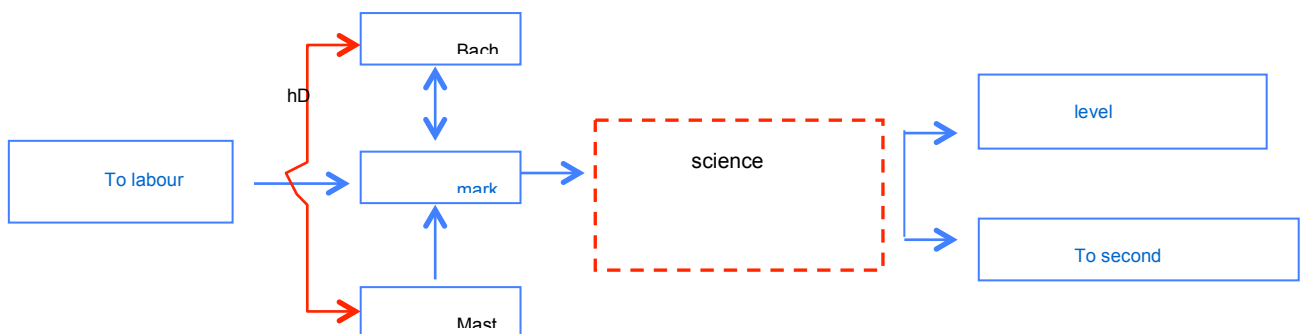 Bach
hD
level
science
To labour
mark
To second
Mast